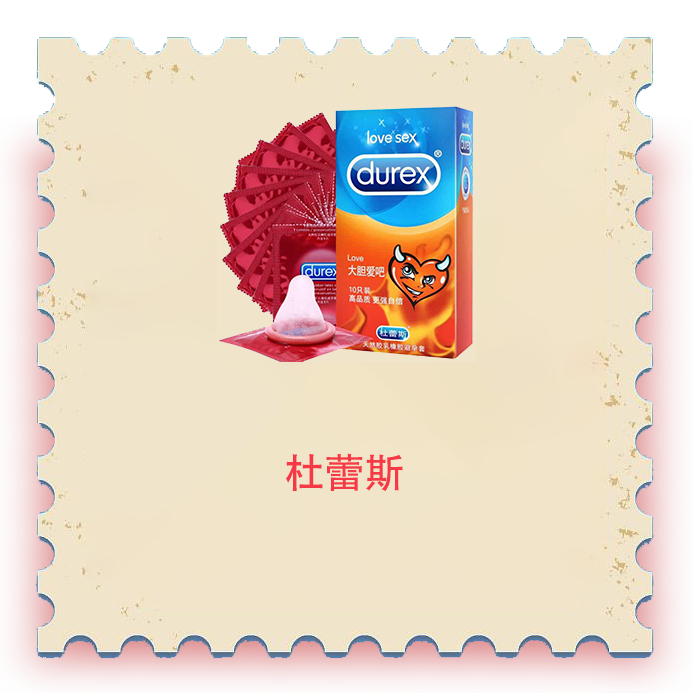 love sex
durex®
durex
Love
大胆爱吧
10只装
高品质 更强自信
杜蕾斯
天然胶乳橡胶避孕套
durex
杜蕾斯